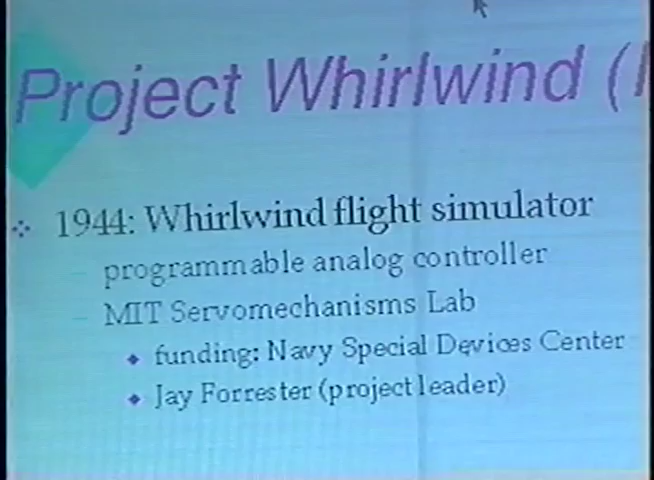 Project Whirlwind (
1944: Whirlwind flight simulator
programmable analog controller
MIT Servomechanisms Lab
funding: Navy Special Devices Center
Jay Forrester (project leader)